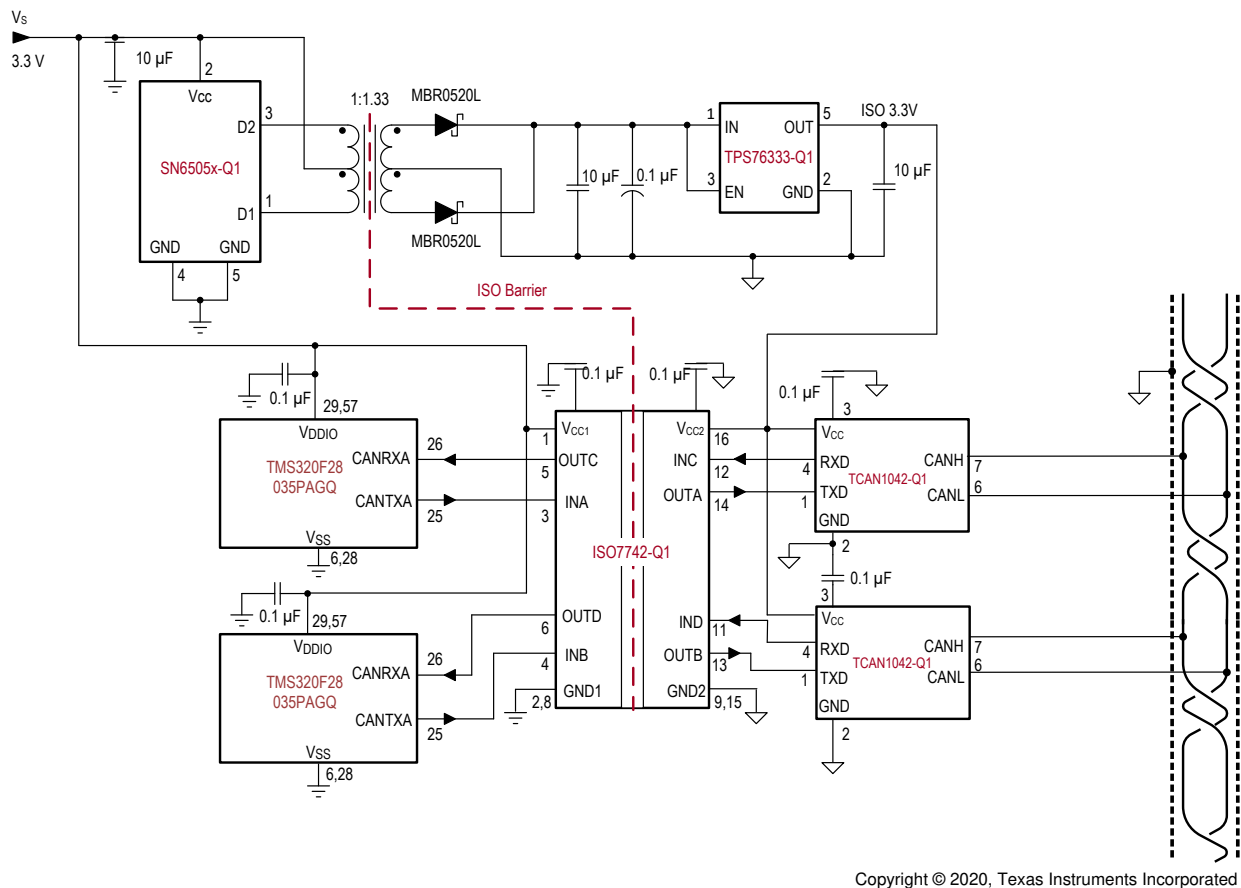 VS
3.3 V
10 µF
2
Vcc
D2
3
SN6505x-Q1
D1
1
GND
GND
4
5
1:1.33
MBR0520L
MBR0520L
10 µF
0.1 µF
1
IN
OUT
5
TPS76333-Q1
3
EN
GND
2
ISO 3.3V
10 µF
ISO Barrier
0.1 µF
29,57
VDDIO
TMS320F28
035PAGQ
CANRXA
26
CANTXA
25
VSS
6,28
0.1 µF
29,57
VDDIO
TMS320F28
035PAGQ
CANRXA
26
CANTXA
25
VSS
6,28
0.1 µF
0.1 µF
1
VCC1
5
OUTC
3
INA
ISO7742-Q1
6
OUTD
4
INB
2,8
GND1
VCC2
16
INC
12
OUTA
14
IND
11
OUTB
13
GND2
9,15
0.1 µF
3
VCC
4
RXD
1
TXD
GND
2
TCAN1042-Q1
CANH
7
CANL
6
0.1 µF
3
VCC
4
RXD
1
TXD
GND
2
TCAN1042-Q1
CANH
7
CANL
6
Copyright © 2020, Texas Instruments Incorporated